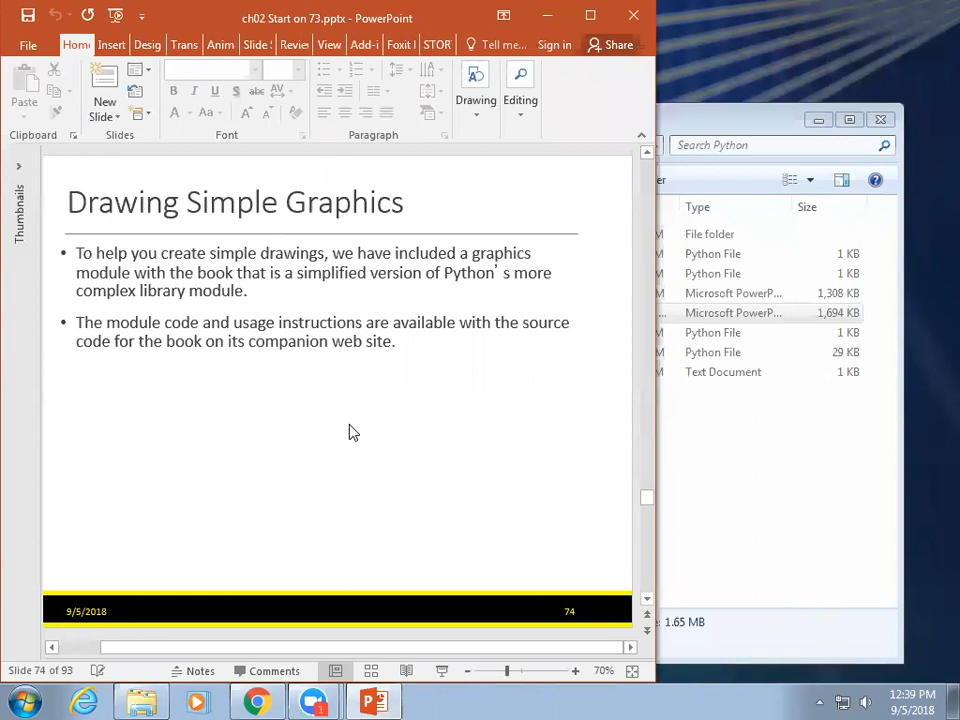 ch02 Start on 73.pptx - PowerPoint
File Home Insert Desig Trans Anim Slide Reviev View Add-i Foxit I STOR Tell me... Sign in Share
Paste
New
Slide
Drawing
Editing
B I U S abc AV
A Aa A A
Clipboard Slides Font Paragraph
Thumbnails
Drawing Simple Graphics
• To help you create simple drawings, we have included a graphics
module with the book that is a simplified version of Python's more
complex library module.
• The module code and usage instructions are available with the source
code for the book on its companion web site.
9/5/2018 74
Slide 74 of 93 Notes Comments 70%
Search Python
er
Type Size
M File folder
M Python File 1 KB
M Python File 1 KB
M Microsoft PowerP... 1,308 KB
... Microsoft PowerP... 1,694 KB
M Python File 1 KB
M Python File 29 KB
M Text Document 1 KB
e: 1.65 MB
1
12:39 PM
9/5/2018